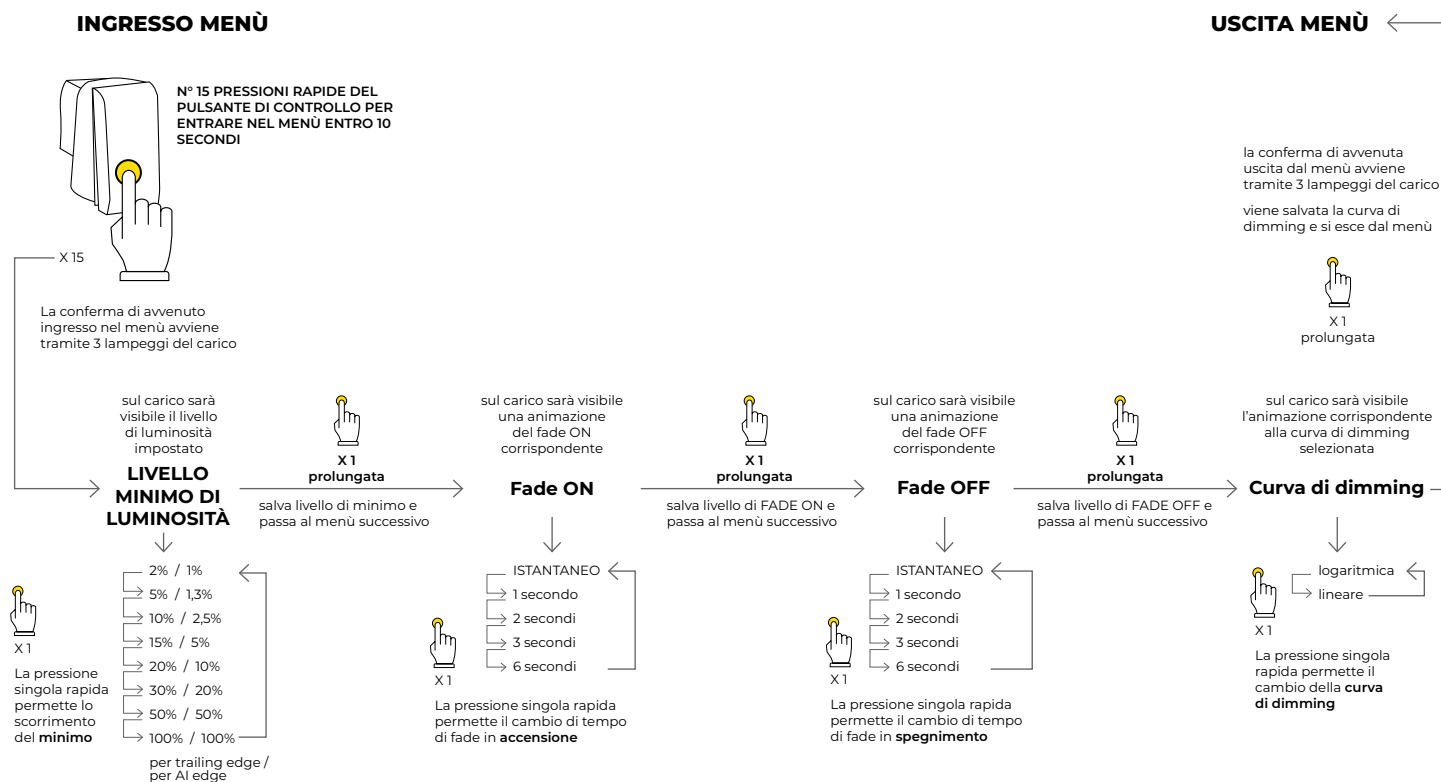 INGRESSO MENÙ
USCITA MENÙ
N° 15 PRESSIONI RAPIDE DEL
PULSANTE DI CONTROLLO PER
ENTRARE NEL MENÙ ENTRO 10
SECONDI
X 15
La conferma di avvenuto
ingresso nel menù avviene
tramite 3 lampeggi del carico
la conferma di avvenuta
uscita dal menù avviene
tramite 3 lampeggi del carico
viene salvata la curva di
dimming e si esce dal menù
X 1
prolungata
sul carico sarà
visibile il livello
di luminosità
impostato
LIVELLO
MINIMO DI
LUMINOSITÀ
X 1
prolungata
salva livello di minimo e
passa al menù successivo
sul carico sarà visibile
una animazione
del fade ON
corrispondente
Fade ON
X 1
prolungata
salva livello di FADE ON e
passa al menù successivo
sul carico sarà visibile
una animazione
del fade OFF
corrispondente
Fade OFF
X 1
prolungata
salva livello di FADE OFF e
passa al menù successivo
sul carico sarà visibile
l'animazione corrispondente
alla curva di dimming
selezionata
Curva di dimming
X 1
La pressione
singola rapida
permette lo
scorrimento
del minimo
2% / 1%
5% / 1,3%
10% / 2,5%
15% / 5%
20% / 10%
30% / 20%
50% / 50%
100% / 100%
per trailing edge /
per AI edge
ISTANTANEO
1 secondo
2 secondi
3 secondi
6 secondi
X 1
La pressione singola rapida
permette il cambio di tempo
di fade in accensione
ISTANTANEO
1 secondo
2 secondi
3 secondi
6 secondi
X 1
La pressione singola rapida
permette il cambio di tempo
di fade in spegnimento
logaritmica
lineare
X 1
La pressione singola
rapida permette il
cambio della curva
di dimming